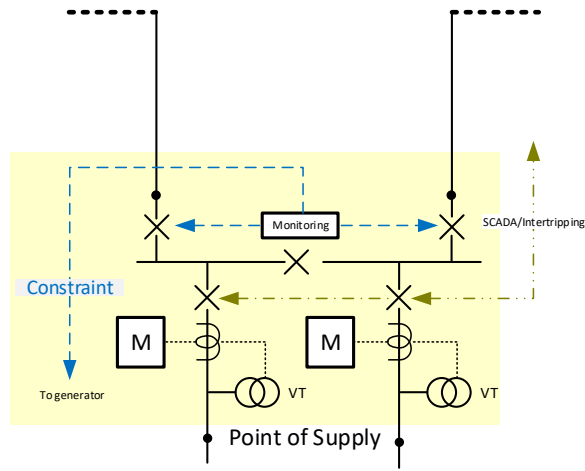 Monitoring
SCADA/Intertripping
Constraint
M
M
To generator
VT
VT
Point of Supply